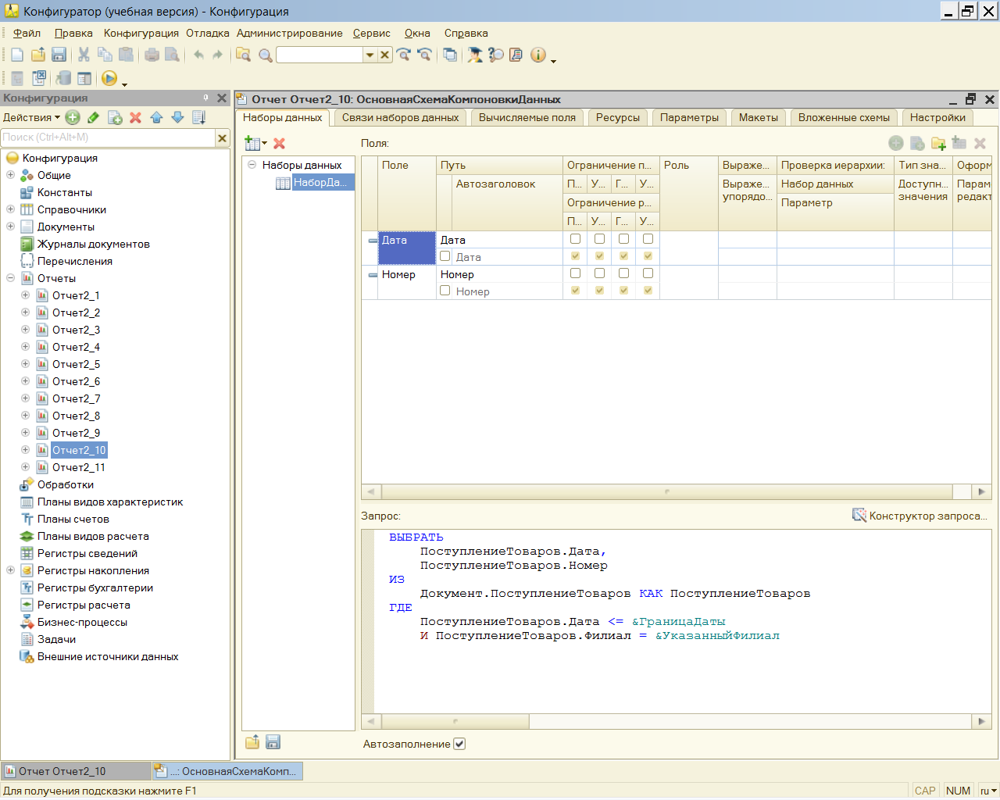 Конфигуратор (учебная версия) - Конфигурация
Файл Правка Конфигурация Отладка Администрирование Сервис Окна Справка
Конфигурация
Действия
Поиск (Ctrl+Alt+M)
Конфигурация
Общие
Константы
Справочники
Документы
Журналы документов
Перечисления
Отчеты
Отчет2_1
Отчет2_2
Отчет2_3
Отчет2_4
Отчет2_5
Отчет2_6
Отчет2_7
Отчет2_8
Отчет2_9
Отчет2_10
Отчет2_11
Обработки
Планы видов характеристик
Планы счетов
Планы видов расчета
Регистры сведений
Регистры накопления
Регистры бухгалтерии
Регистры расчета
Бизнес-процессы
Задачи
Внешние источники данных
Отчет Отчет2_10: ОсновнаяСхемаКомпоновкиДанных
Наборы данных Связи наборов данных Вычисляемые поля Ресурсы Параметры Макеты Вложенные схемы Настройки
Наборы данных
НаборДа...
Поля:
Поле Путь Ограничение п... Роль Выраже... Проверка иерархии: Тип зна... Оформ
Автозаголовок П... У... Г... У... Выраже... упорядо... Набор данных Доступн... значения Парам редакт
Ограничение р... Параметр
П... У... Г... У...
Дата Дата
Дата
Номер Номер
Номер
Запрос: Конструктор запроса...
ВЫБРАТЬ
ПоступлениеТоваров.Дата,
ПоступлениеТоваров.Номер
ИЗ
Документ.ПоступлениеТоваров КАК ПоступлениеТоваров
ГДЕ
ПоступлениеТоваров.Дата <= &ГраницаДаты
И ПоступлениеТоваров.Филиал = &УказанныйФилиал
Автозаполнение
Отчет Отчет2_10 ...: ОсновнаяСхемаКомп...
Для получения подсказки нажмите F1 CAP NUM ru